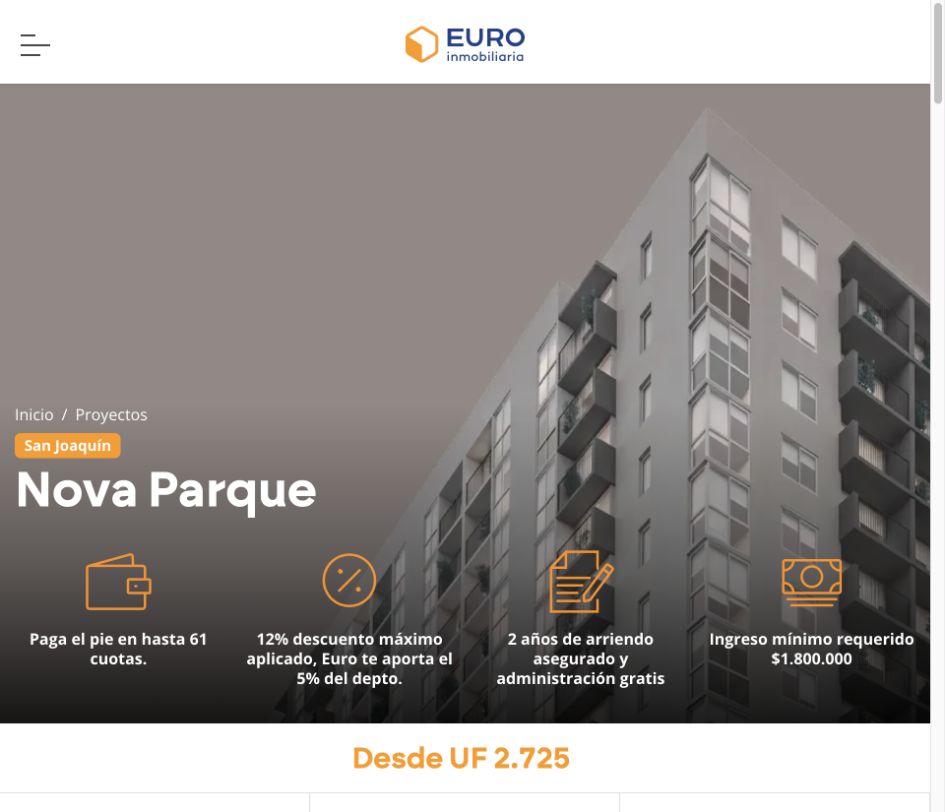 EURO
inmobiliaria
Inicio / Proyectos
San Joaquín
Nova Parque
Paga el pie en hasta 61
cuotas.
12% descuento máximo
aplicado, Euro te aporta el
5% del depto.
2 años de arriendo
asegurado y
administración gratis
Ingreso mínimo requerido
$1.800.000
Desde UF 2.725